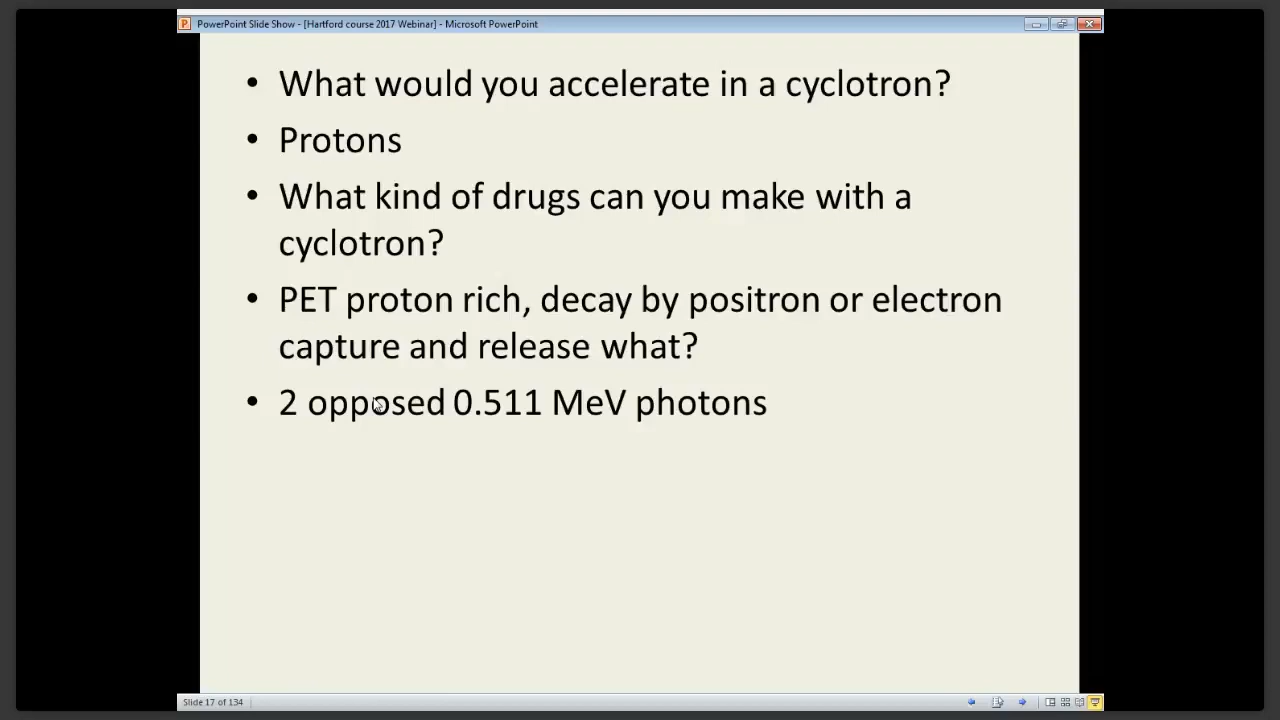 PowerPoint Slide Show - [Hartford course 2017 Webinar] - Microsoft PowerPoint
• What would you accelerate in a cyclotron?
• Protons
• What kind of drugs can you make with a
cyclotron?
• PET proton rich, decay by positron or electron
capture and release what?
• 2 opposed 0.511 MeV photons
Slide 17 of 134